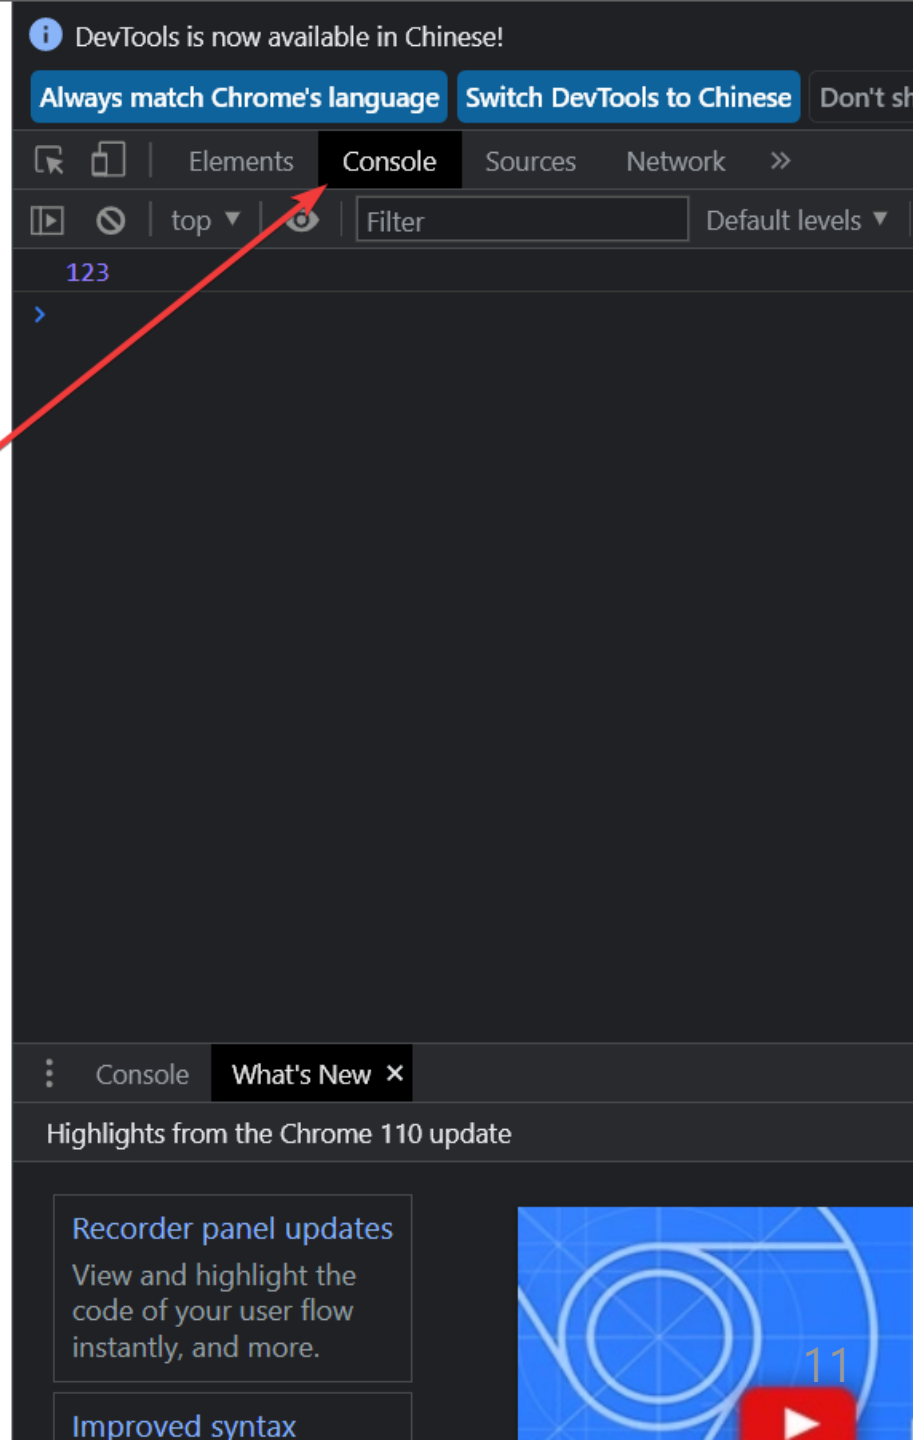 DevTools is now available in Chinese!
Always match Chrome's language Switch DevTools to Chinese Don't sh
Elements Console Sources Network
top Filter Default levels
123
Console What's New
Highlights from the Chrome 110 update
Recorder panel updates
View and highlight the
code of your user flow
instantly, and more.
11
Improved syntax